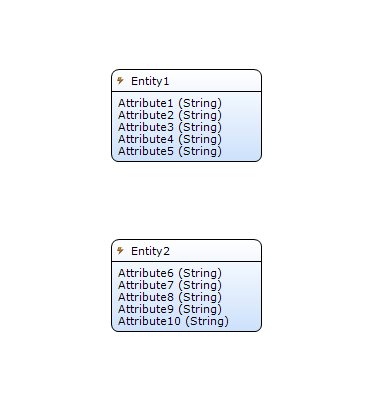 Entity1
Attribute1 (String)
Attribute2 (String)
Attribute3 (String)
Attribute4 (String)
Attribute5 (String)
Entity2
Attribute6 (String)
Attribute7 (String)
Attribute8 (String)
Attribute9 (String)
Attribute10 (String)